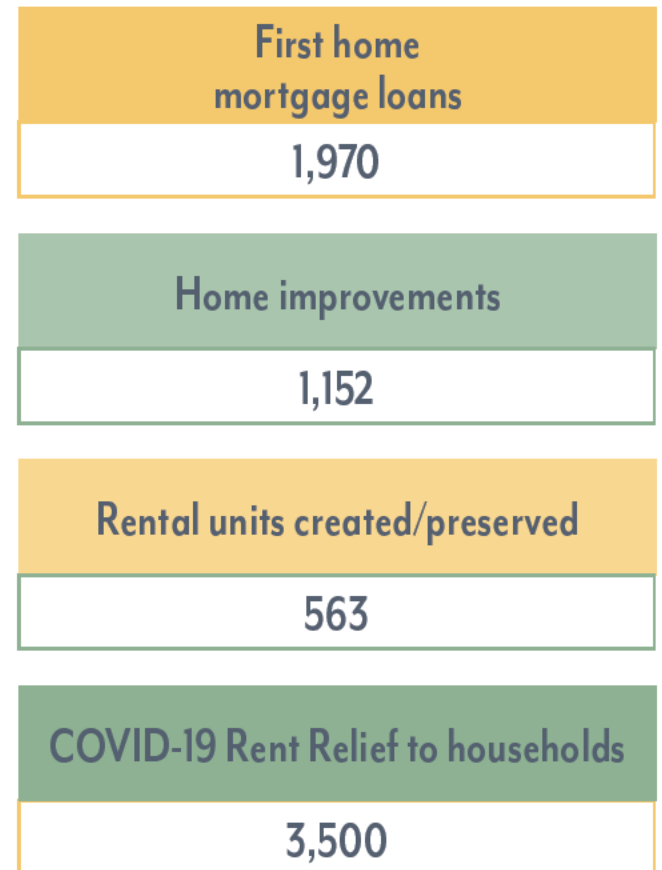 First home
mortgage loans
1,970
Home improvements
1,152
Rental units created/preserved
563
COVID-19 Rent Relief to households
3,500